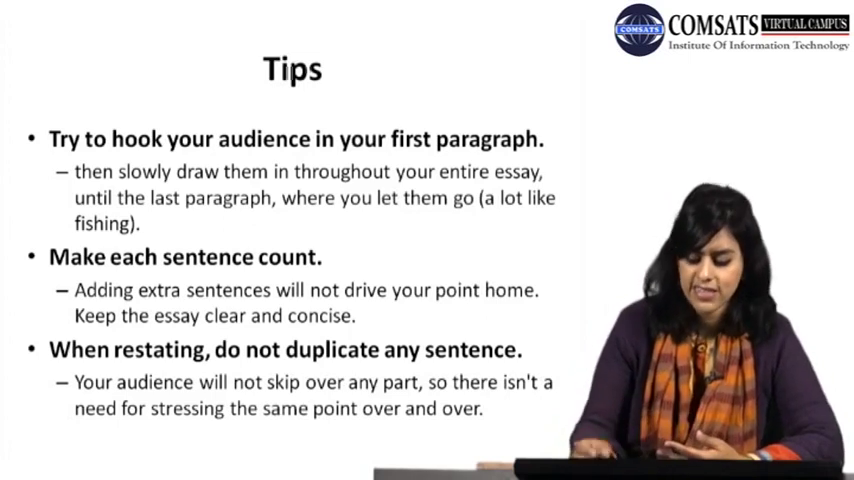 COMSATS VIRTUAL CAMPUS
COMSATS
Institute Of Information Technology
Tips
• Try to hook your audience in your first paragraph.
– then slowly draw them in throughout your entire essay,
until the last paragraph, where you let them go (a lot like
fishing).
• Make each sentence count.
– Adding extra sentences will not drive your point home.
Keep the essay clear and concise.
• When restating, do not duplicate any sentence.
– Your audience will not skip over any part, so there isn't a
need for stressing the same point over and over.